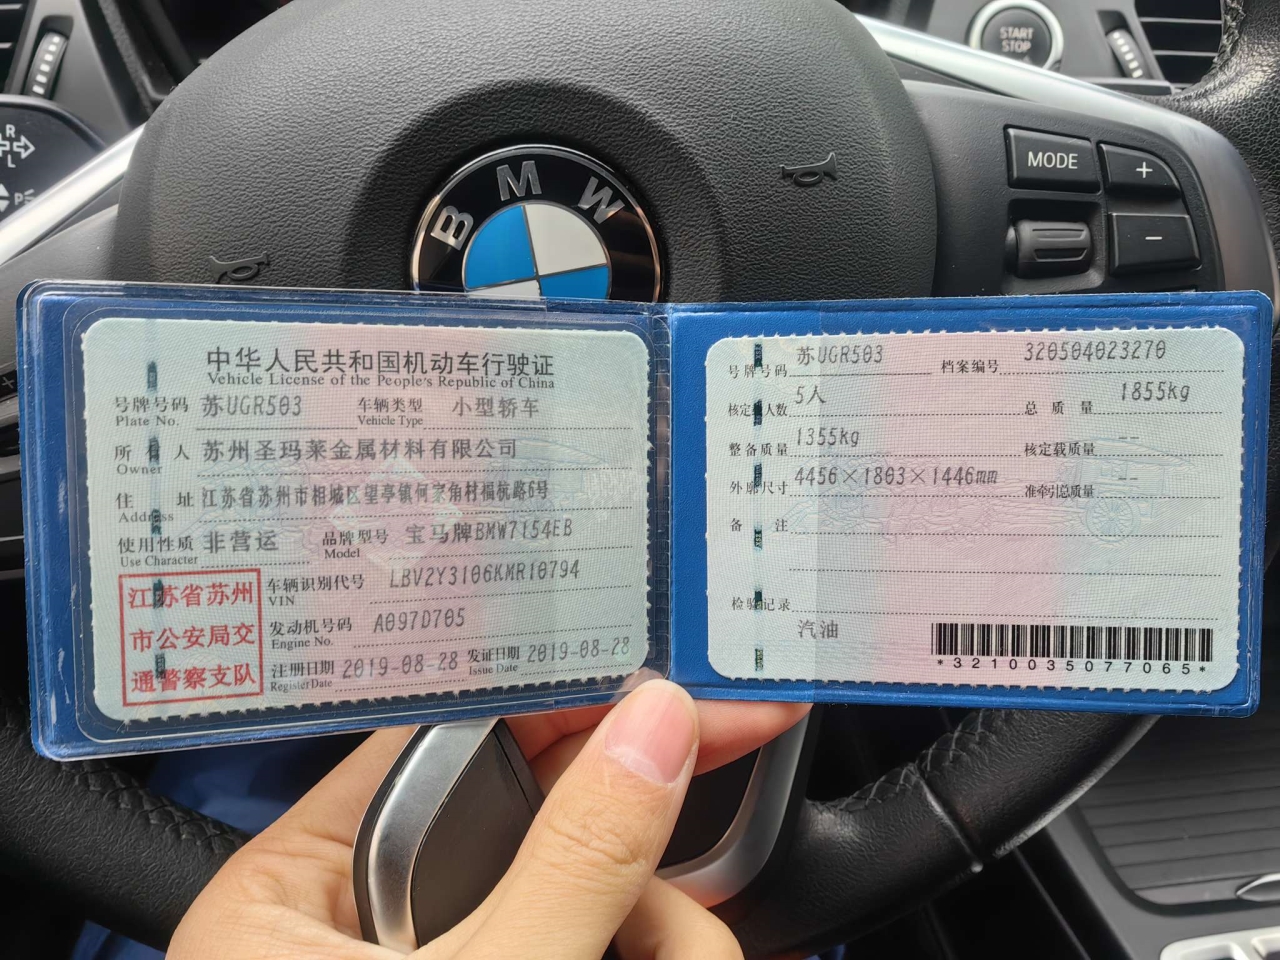 START
STOP
R
L
BMW
MODE
+
−
中华人民共和国机动车行驶证
Vehicle License of the People's Republic of China
号牌号码 苏UGR503 车辆类型 小型轿车
Plate No. Vehicle Type
所有人 苏州圣玛莱金属材料有限公司
Owner
住址 江苏省苏州市相城区望亭镇何家角村福杭路6号
Address
使用性质 非营运 品牌型号 宝马牌BMW7154EB
Use Character Model
江苏省苏州
市公安局交
通警察支队
车辆识别代号 LBV2Y3106KMR10794
VIN
发动机号码 A097D705
Engine No.
注册日期 2019-08-28 发证日期 2019-08-28
Register Date Issue Date
号牌号码 苏UGR503 档案编号 320504023270
核定载人数 5人 总质量 1855kg
整备质量 1355kg 核定载质量 --
外廓尺寸 4456×1803×1446mm 准牵引总质量 --
备注
检验记录
汽油
*3210035077065*